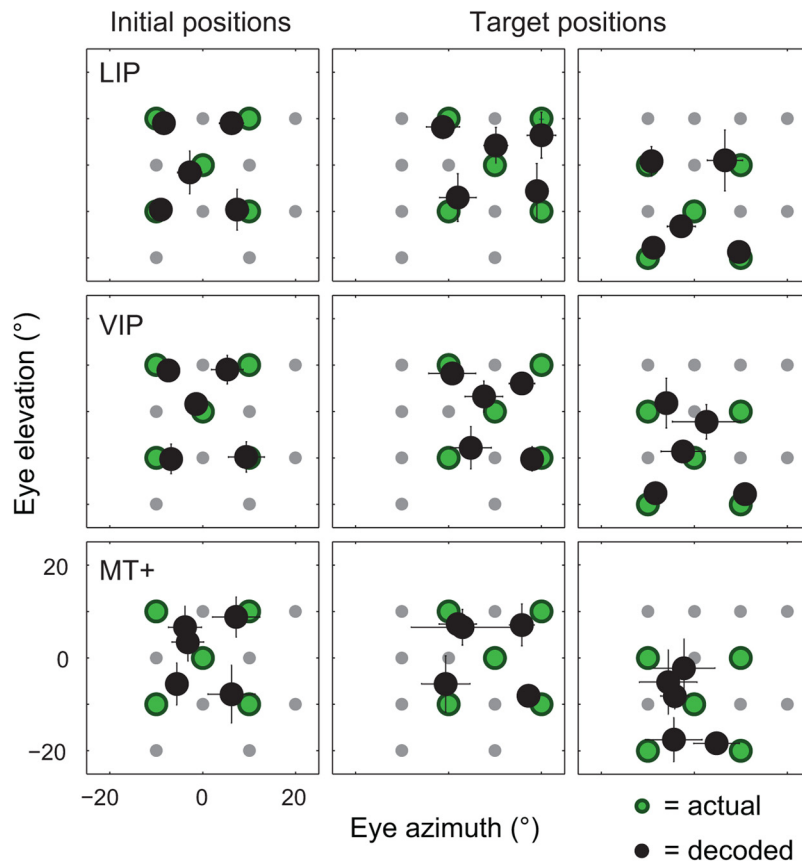 Initial positions
Target positions
LIP
VIP
MT+
20
0
−20
−20
0
20
Eye elevation (°)
Eye azimuth (°)
= actual
= decoded